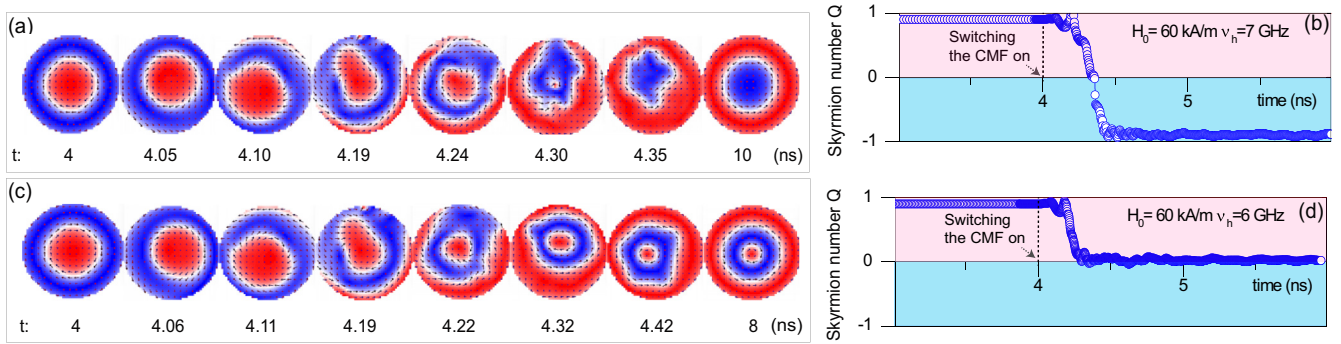 (a)
t: 4 4.05 4.10 4.19 4.24 4.30 4.35 10 (ns)
(b)
Skyrmion number Q
1
0
-1
H₀= 60 kA/m νₕ=7 GHz
Switching
the CMF on
4 5 time (ns)
(c)
t: 4 4.06 4.11 4.19 4.22 4.32 4.42 8 (ns)
(d)
Skyrmion number Q
1
0
-1
H₀= 60 kA/m νₕ=6 GHz
Switching
the CMF on
4 5 time (ns)